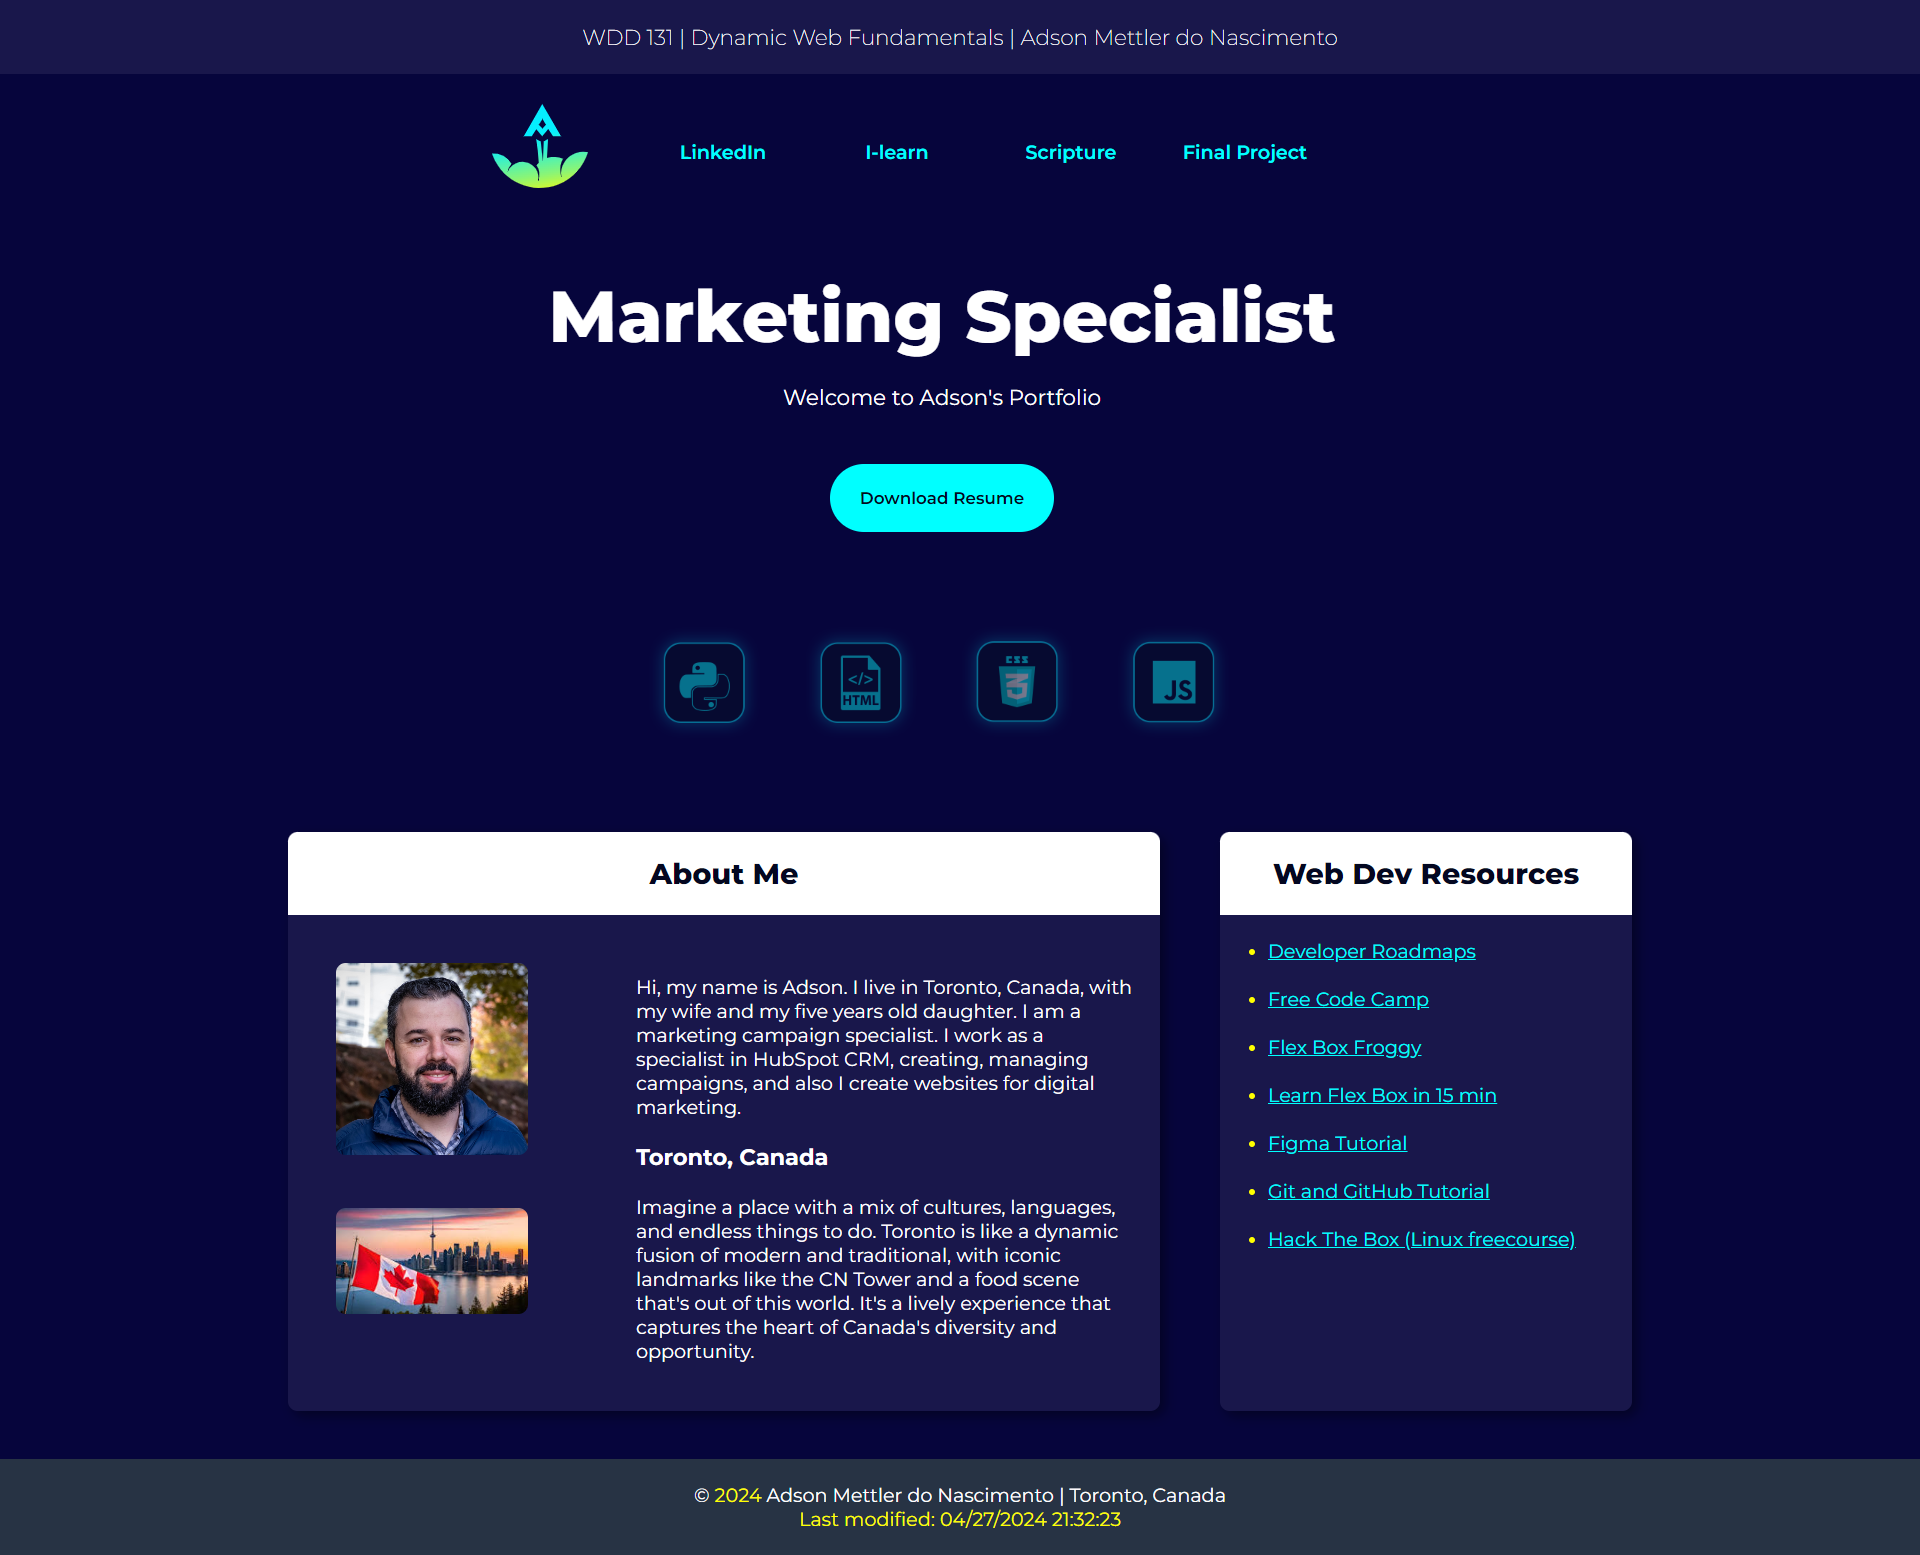 WDD 131 | Dynamic Web Fundamentals | Adson Mettler do Nascimento
LinkedIn
I-learn
Scripture
Final Project
Marketing Specialist
Welcome to Adson's Portfolio
Download Resume
</>
HTML
CSS
3
JS
About Me
Hi, my name is Adson. I live in Toronto, Canada, with
my wife and my five years old daughter. I am a
marketing campaign specialist. I work as a
specialist in HubSpot CRM, creating, managing
campaigns, and also I create websites for digital
marketing.
Toronto, Canada
Imagine a place with a mix of cultures, languages,
and endless things to do. Toronto is like a dynamic
fusion of modern and traditional, with iconic
landmarks like the CN Tower and a food scene
that's out of this world. It's a lively experience that
captures the heart of Canada's diversity and
opportunity.
Web Dev Resources
Developer Roadmaps
Free Code Camp
Flex Box Froggy
Learn Flex Box in 15 min
Figma Tutorial
Git and GitHub Tutorial
Hack The Box (Linux freecourse)
© 2024 Adson Mettler do Nascimento | Toronto, Canada
Last modified: 04/27/2024 21:32:23